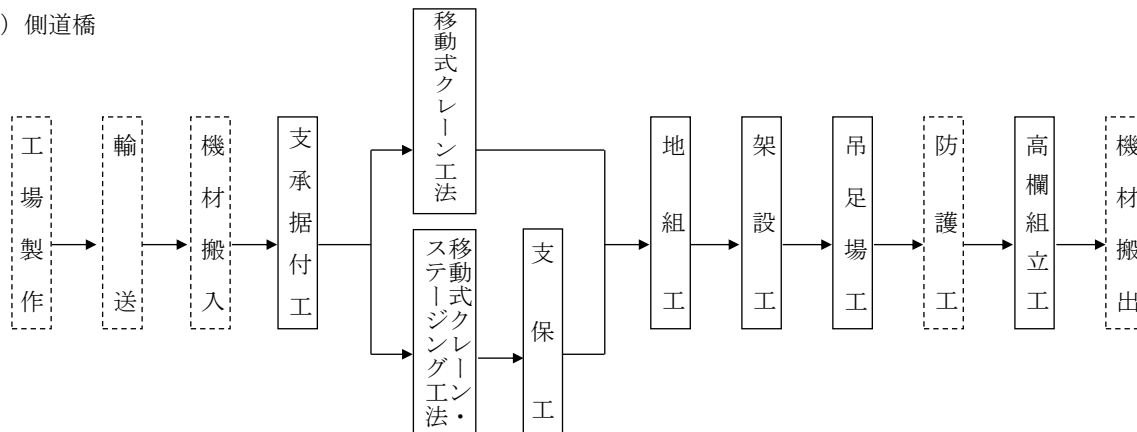 ) 側道橋
工場製作
輸送
機材搬入
支承据付工
移動式クレーン工法
移動式クレーン・
ステージング工法
支保工
地組工
架設工
吊足場工
防護工
高欄組立工
機材搬出